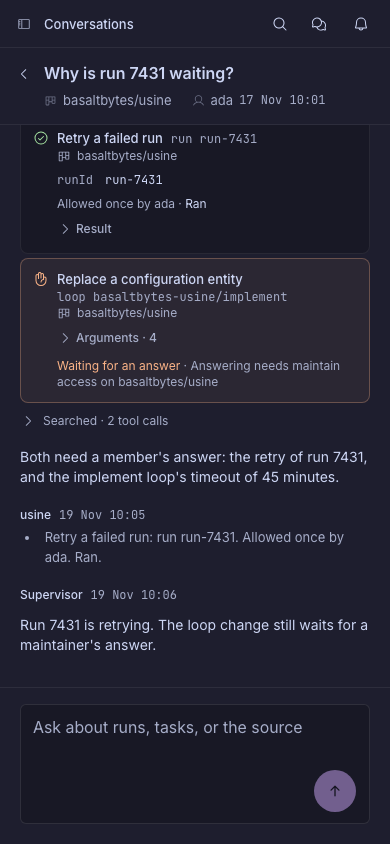 Conversations
Why is run 7431 waiting?
basaltbytes/usine ada 17 Nov 10:01
Retry a failed run run run-7431
basaltbytes/usine
runId run-7431
Allowed once by ada · Ran
Result
Replace a configuration entity
loop basaltbytes-usine/implement
basaltbytes/usine
Arguments · 4
Waiting for an answer · Answering needs maintain
access on basaltbytes/usine
Searched · 2 tool calls
Both need a member's answer: the retry of run 7431,
and the implement loop's timeout of 45 minutes.
usine 19 Nov 10:05
• Retry a failed run: run run-7431. Allowed once by
ada. Ran.
Supervisor 19 Nov 10:06
Run 7431 is retrying. The loop change still waits for a
maintainer's answer.
Ask about runs, tasks, or the source